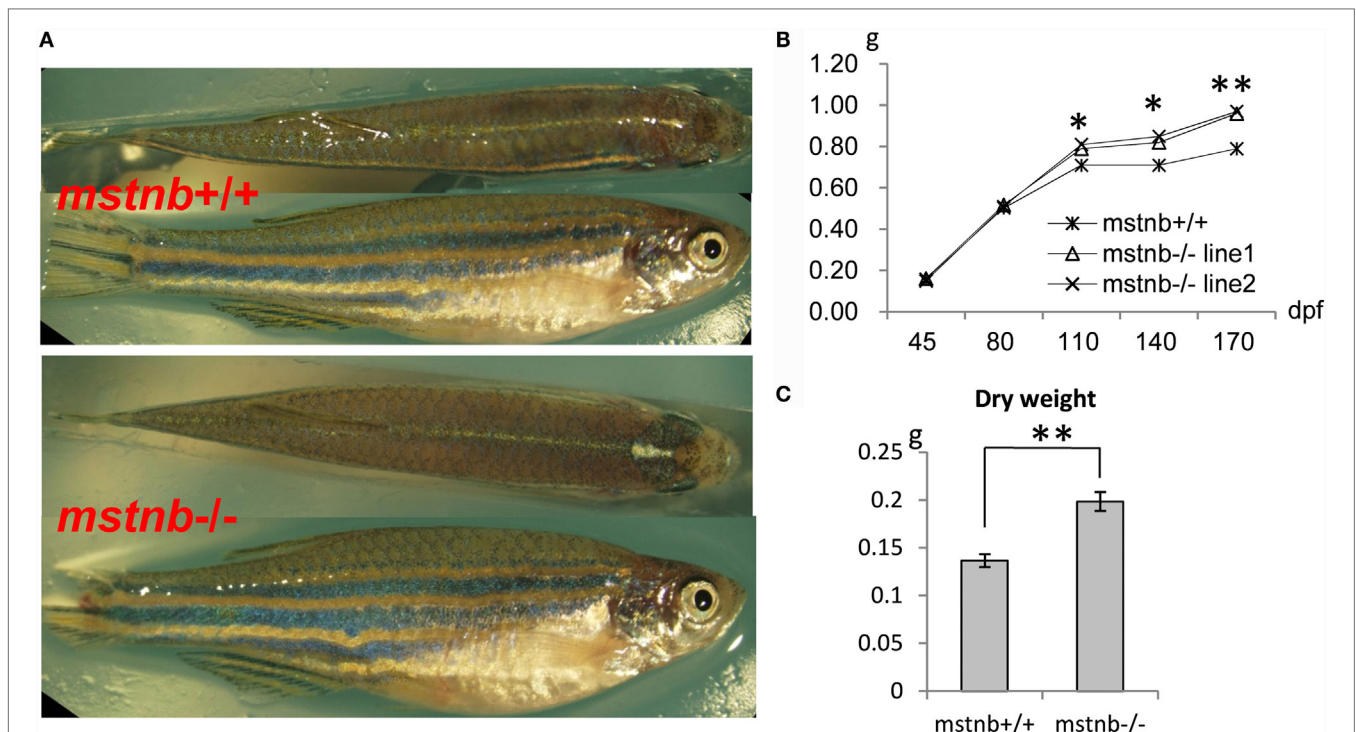 A
mstnb+/+
mstnb-/-
B
g
1.20
1.00
0.80
0.60
0.40
0.20
0.00
* * **
mstnb+/+
mstnb-/- line1
mstnb-/- line2
45 80 110 140 170
dpf
C
Dry weight
g
**
0.25
0.2
0.15
0.1
0.05
0
mstnb+/+ mstnb-/-